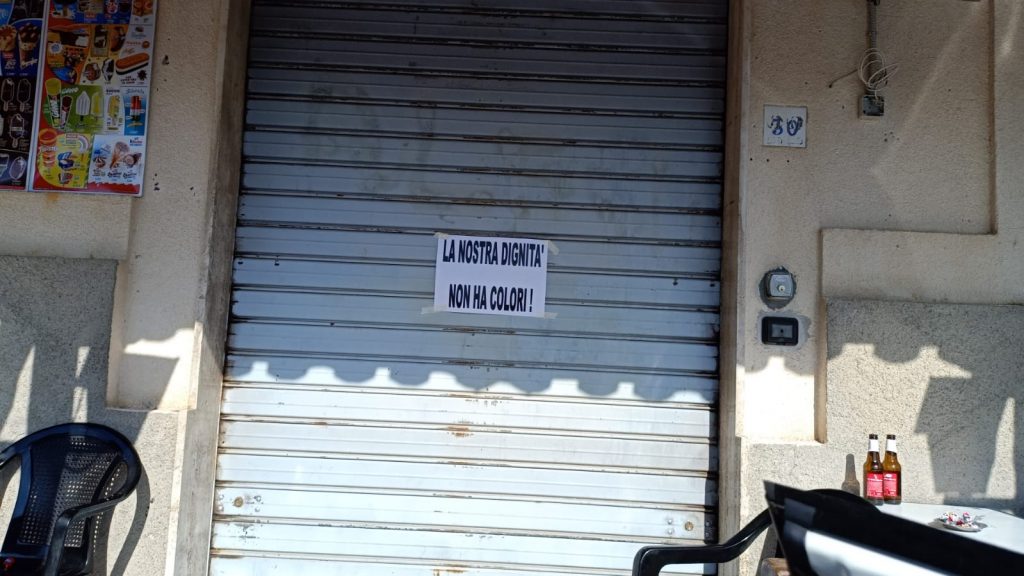 LA NOSTRA DIGNITA'
NON HA COLORI !